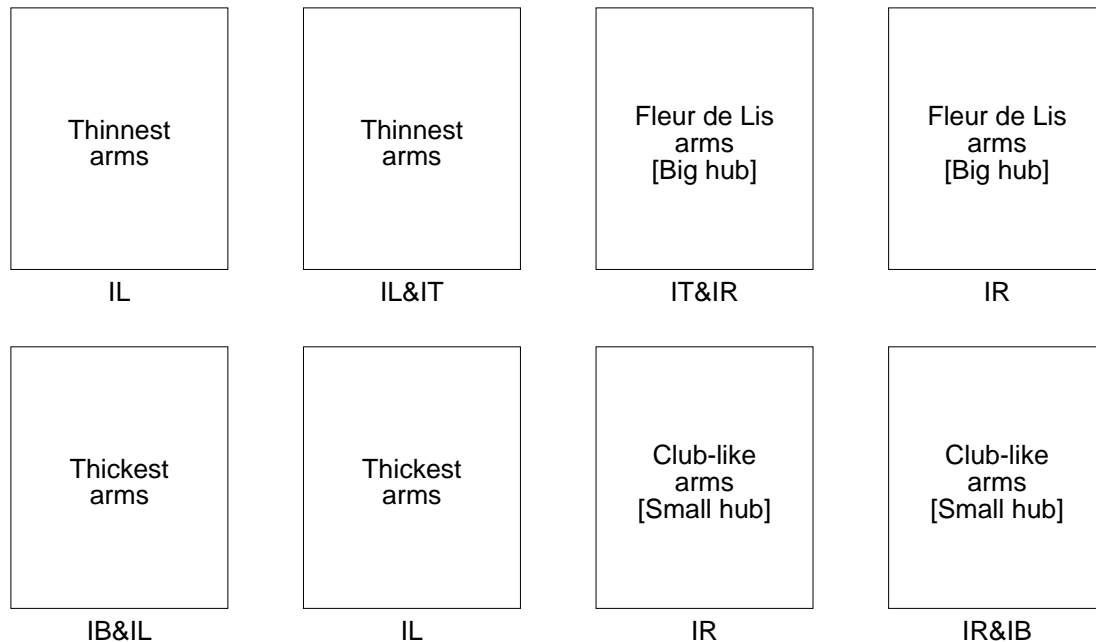 Thinnest
arms
Thinnest
arms
Fleur de Lis
arms
[Big hub]
Fleur de Lis
arms
[Big hub]
IL
IL&IT
IT&IR
IR
Thickest
arms
Thickest
arms
Club-like
arms
[Small hub]
Club-like
arms
[Small hub]
IB&IL
IL
IR
IR&IB